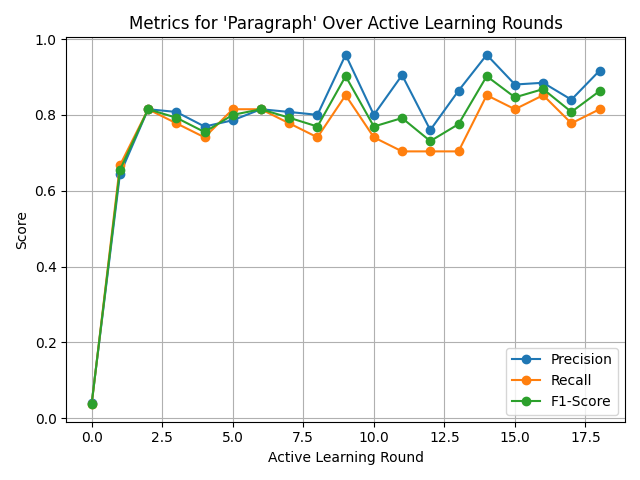 Metrics for 'Paragraph' Over Active Learning Rounds
1.0
0.8
0.6
0.4
0.2
0.0
Score
0.0 2.5 5.0 7.5 10.0 12.5 15.0 17.5
Active Learning Round
Precision
Recall
F1-Score